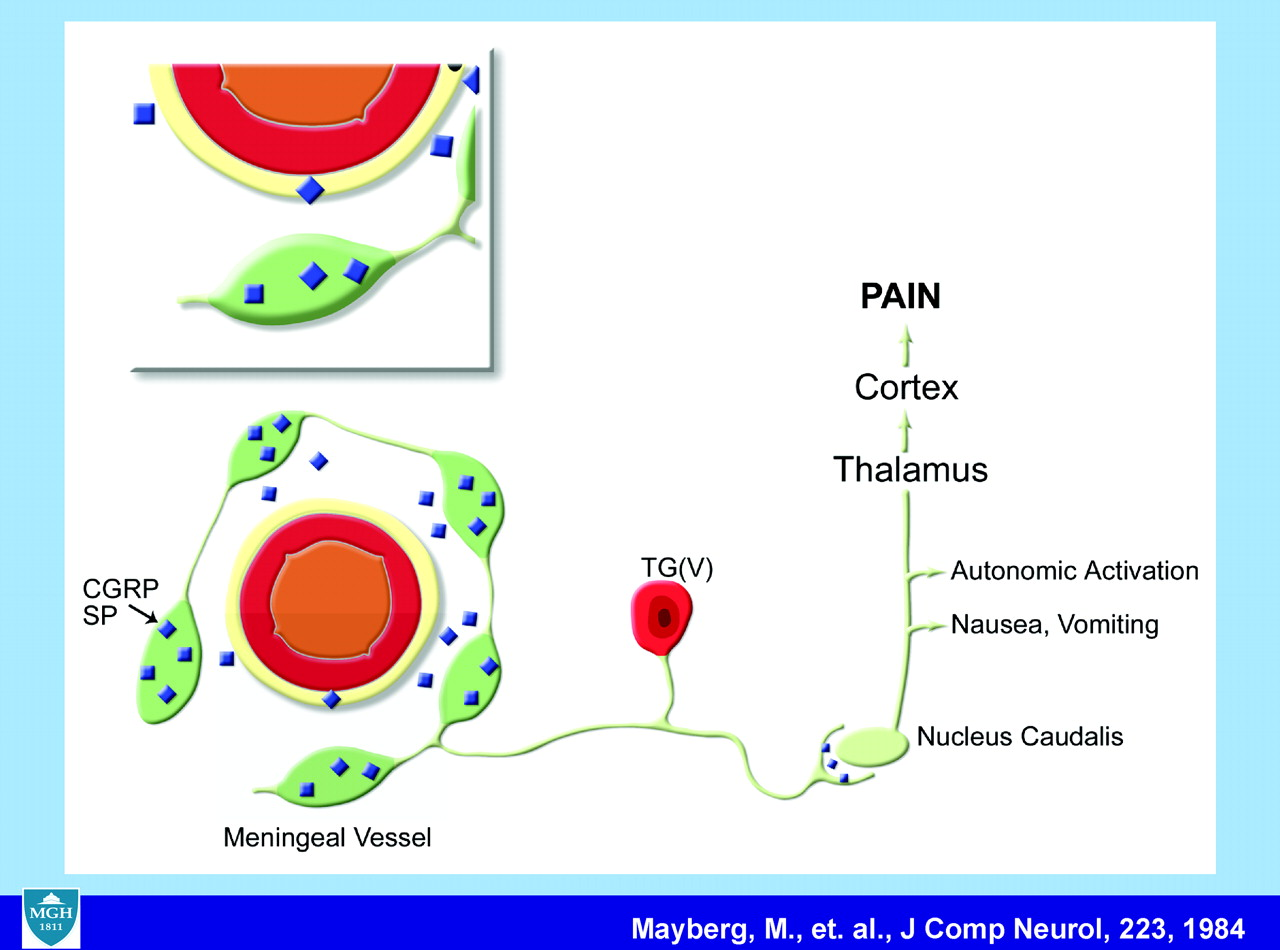 PAIN
Cortex
Thalamus
TG(V)
Autonomic Activation
CGRP
SP
Nausea, Vomiting
Nucleus Caudalis
Meningeal Vessel
MGH
1811
Mayberg, M., et. al., J Comp Neurol, 223, 1984